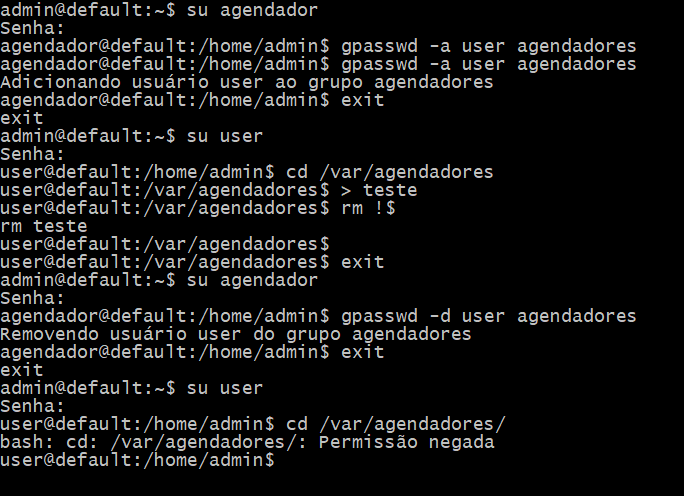 admin@default:~$ su agendador
Senha:
agendador@default:/home/admin$ gpasswd -a user agendadores
agendador@default:/home/admin$ gpasswd -a user agendadores
Adicionando usuário user ao grupo agendadores
agendador@default:/home/admin$ exit
exit
admin@default:~$ su user
Senha:
user@default:/home/admin$ cd /var/agendadores
user@default:/var/agendadores$ > teste
user@default:/var/agendadores$ rm !$
rm teste
user@default:/var/agendadores$
user@default:/var/agendadores$ exit
admin@default:~$ su agendador
Senha:
agendador@default:/home/admin$ gpasswd -d user agendadores
Removendo usuário user do grupo agendadores
agendador@default:/home/admin$ exit
exit
admin@default:~$ su user
Senha:
user@default:/home/admin$ cd /var/agendadores/
bash: cd: /var/agendadores/: Permissão negada
user@default:/home/admin$